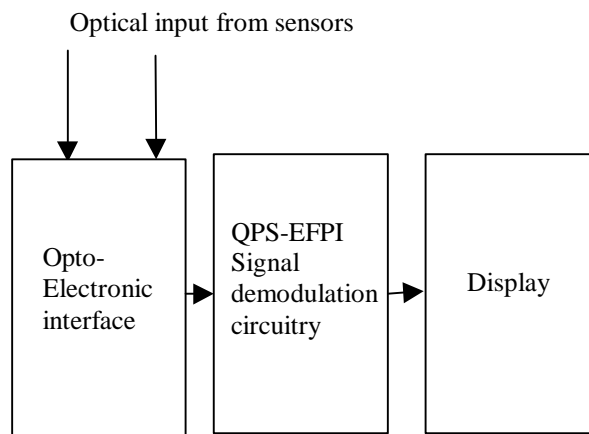 Optical input from sensors
Opto-
Electronic
interface
QPS-EFPI
Signal
demodulation
circuitry
Display